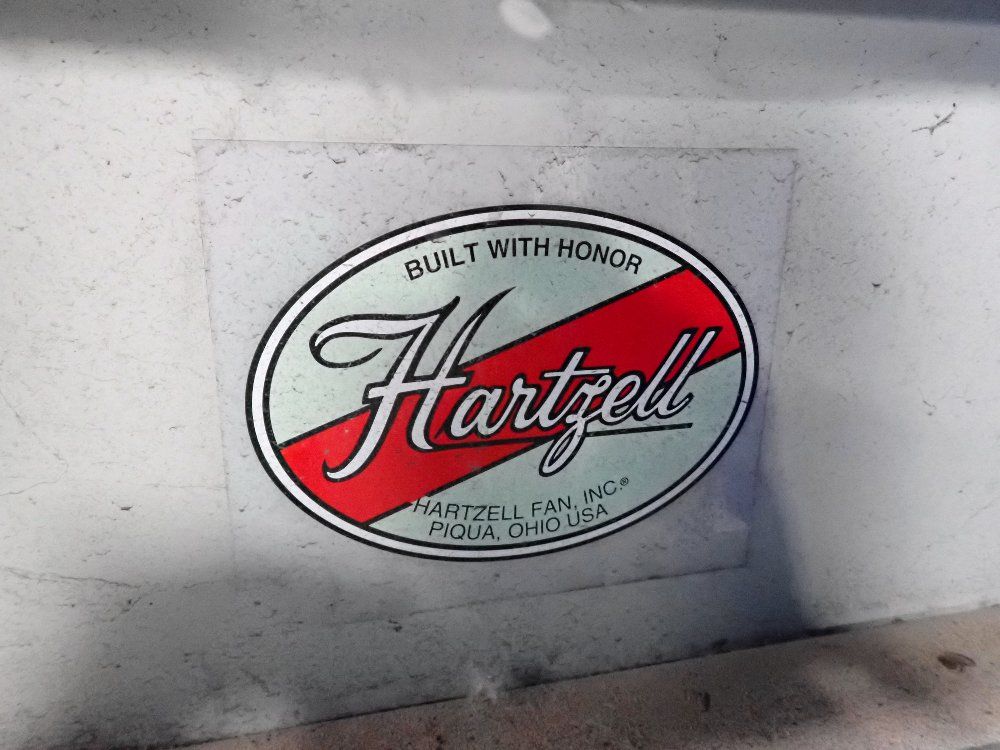 BUILT WITH HONOR
Hartzell
HARTZELL FAN, INC.®
PIQUA, OHIO USA